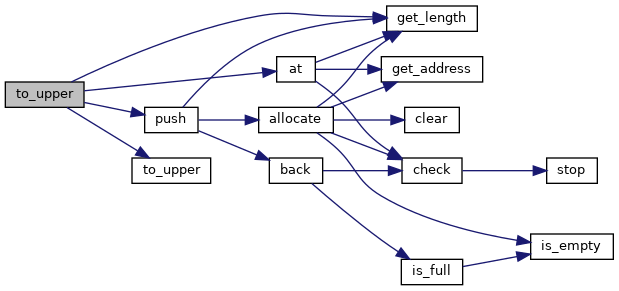 get_length
at
get_address
to_upper
push
allocate
clear
to_upper
back
check
stop
is_empty
is_full